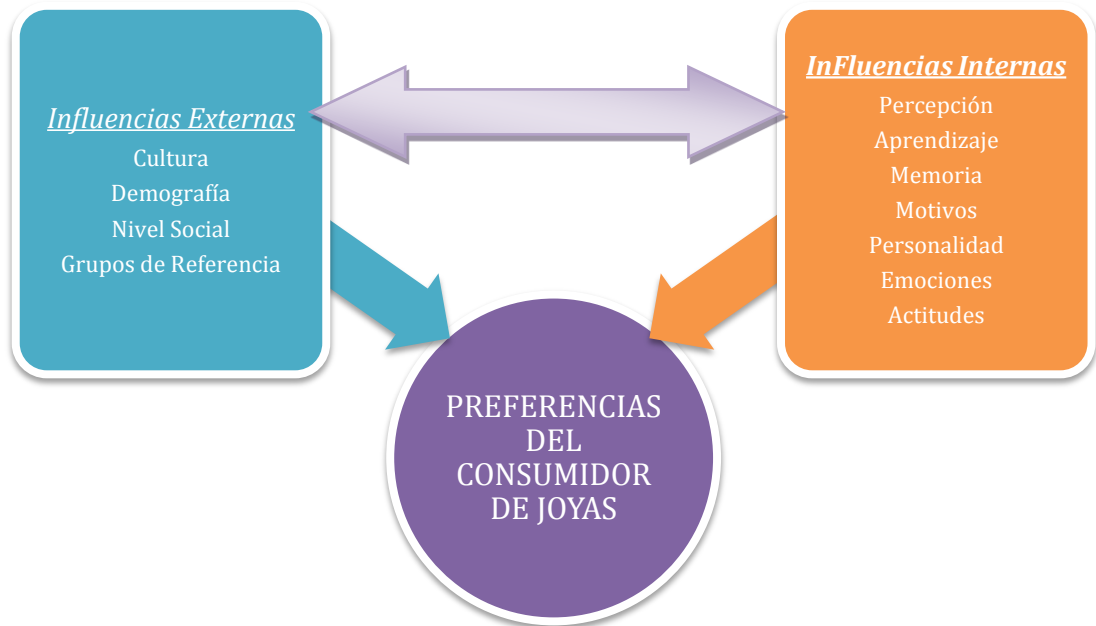 Influencias Externas
Cultura
Demografía
Nivel Social
Grupos de Referencia
InFluencias Internas
Percepción
Aprendizaje
Memoria
Motivos
Personalidad
Emociones
Actitudes
PREFERENCIAS
DEL
CONSUMIDOR
DE JOYAS